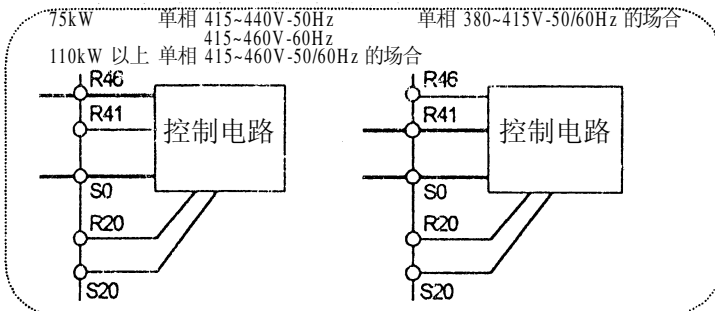 75kW 单相 415~440V-50Hz 单相 380~415V-50/60Hz 的场合
415~460V-60Hz
110kW 以上 单相 415~460V-50/60Hz 的场合
R46
R41
控制电路
S0
R20
S20
R46
R41
控制电路
S0
R20
S20